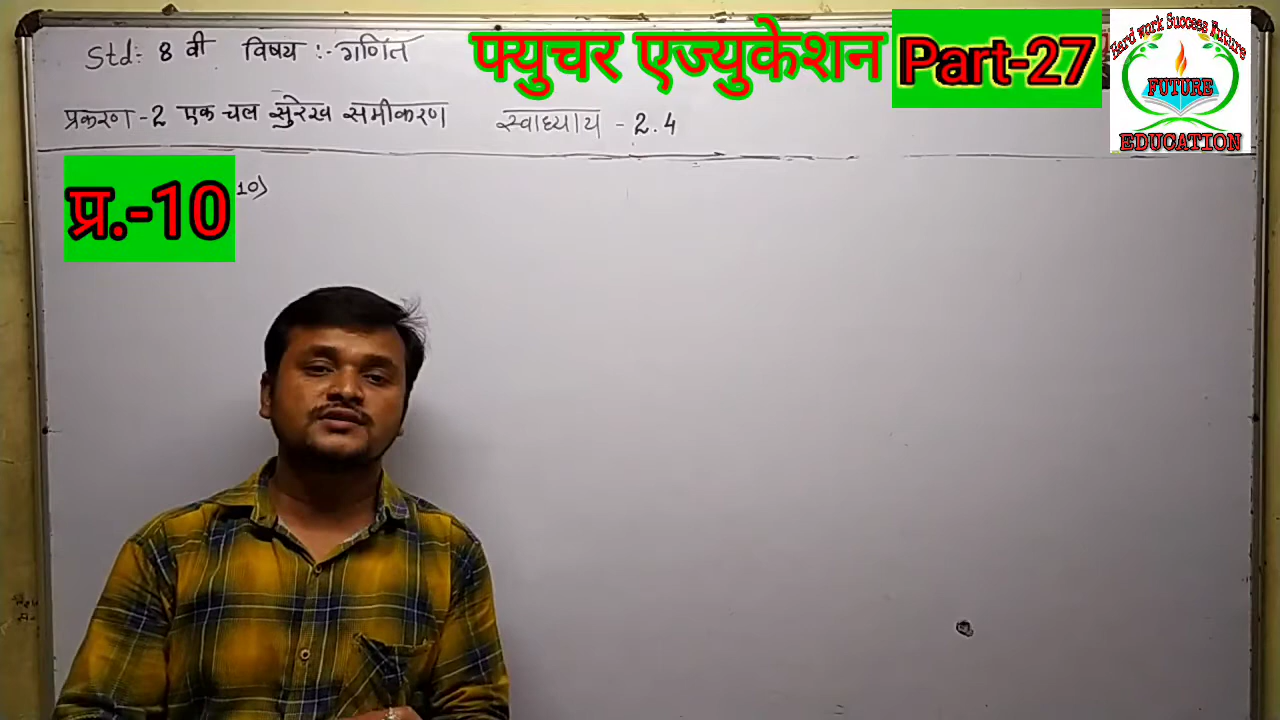 Std:- 8 वी विषय :- गणित
फ्युचर एज्युकेशन Part-27
Hard work Success Future
FUTURE
EDUCATION
प्रकरण -2 एक चल सुरेख समीकरण स्वाध्याय - 2.4
प्र.-10 10)